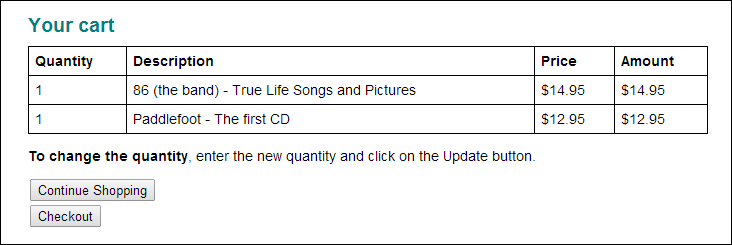 Your cart
Quantity Description Price Amount
1 86 (the band) - True Life Songs and Pictures $14.95 $14.95
1 Paddlefoot - The first CD $12.95 $12.95
To change the quantity, enter the new quantity and click on the Update button.
Continue Shopping
Checkout